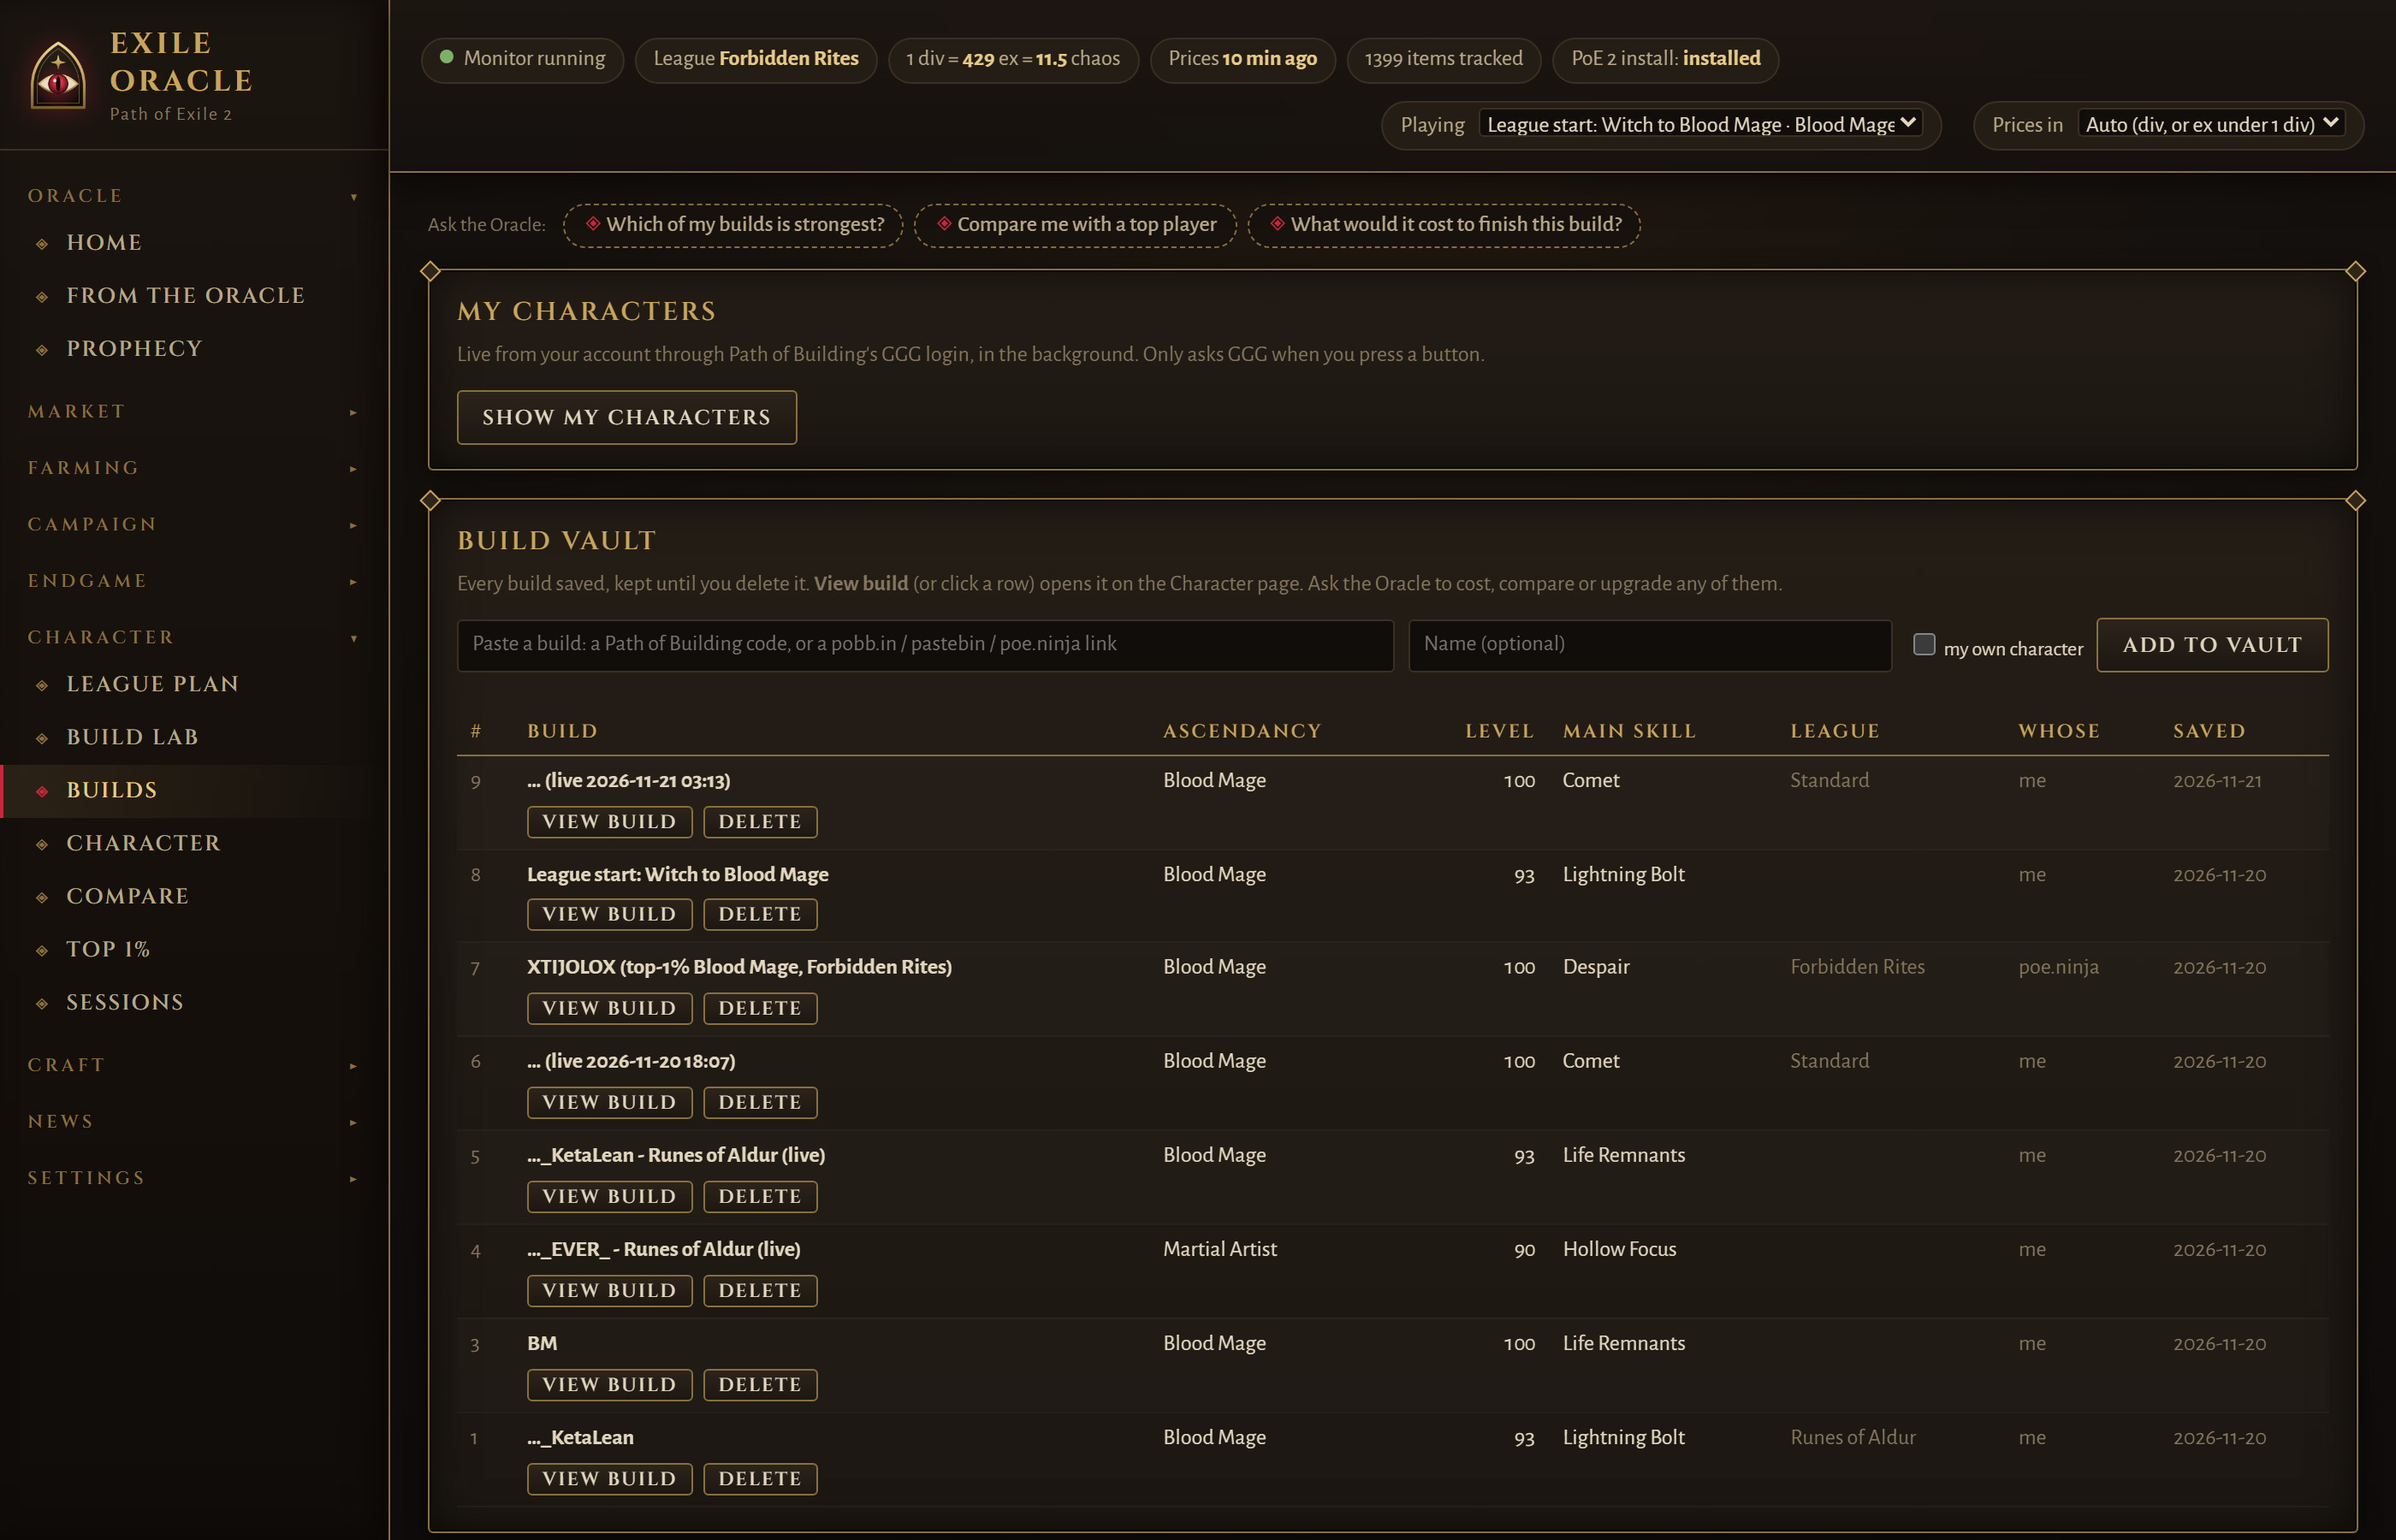 EXILE
ORACLE
Path of Exile 2
ORACLE
HOME
FROM THE ORACLE
PROPHECY
MARKET
FARMING
CAMPAIGN
ENDGAME
CHARACTER
LEAGUE PLAN
BUILD LAB
BUILDS
CHARACTER
COMPARE
TOP 1%
SESSIONS
CRAFT
NEWS
SETTINGS
Monitor running
League Forbidden Rites
1 div = 429 ex = 11.5 chaos
Prices 10 min ago
1399 items tracked
PoE 2 install: installed
Playing League start: Witch to Blood Mage · Blood Mage
Prices in Auto (div, or ex under 1 div)
Ask the Oracle: Which of my builds is strongest? Compare me with a top player What would it cost to finish this build?
MY CHARACTERS
Live from your account through Path of Building's GGG login, in the background. Only asks GGG when you press a button.
SHOW MY CHARACTERS
BUILD VAULT
Every build saved, kept until you delete it. View build (or click a row) opens it on the Character page. Ask the Oracle to cost, compare or upgrade any of them.
Paste a build: a Path of Building code, or a pobb.in / pastebin / poe.ninja link Name (optional) my own character ADD TO VAULT
# BUILD ASCENDANCY LEVEL MAIN SKILL LEAGUE WHOSE SAVED
9 ... (live 2026-11-21 03:13) Blood Mage 100 Comet Standard me 2026-11-21
VIEW BUILD DELETE
8 League start: Witch to Blood Mage Blood Mage 93 Lightning Bolt me 2026-11-20
VIEW BUILD DELETE
7 XTIJOLOX (top-1% Blood Mage, Forbidden Rites) Blood Mage 100 Despair Forbidden Rites poe.ninja 2026-11-20
VIEW BUILD DELETE
6 ... (live 2026-11-20 18:07) Blood Mage 100 Comet Standard me 2026-11-20
VIEW BUILD DELETE
5 ..._KetaLean - Runes of Aldur (live) Blood Mage 93 Life Remnants me 2026-11-20
VIEW BUILD DELETE
4 ..._EVER_ - Runes of Aldur (live) Martial Artist 90 Hollow Focus me 2026-11-20
VIEW BUILD DELETE
3 BM Blood Mage 100 Life Remnants me 2026-11-20
VIEW BUILD DELETE
1 ..._KetaLean Blood Mage 93 Lightning Bolt Runes of Aldur me 2026-11-20
VIEW BUILD DELETE